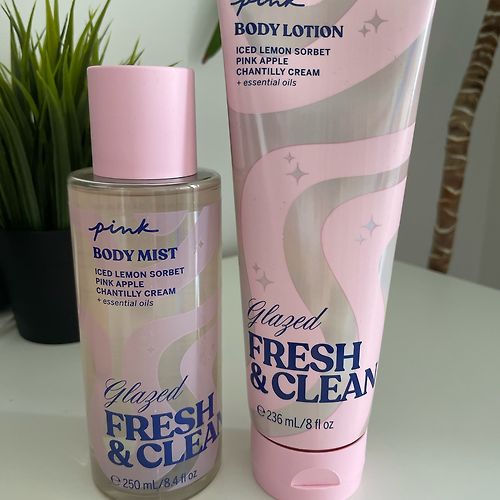 pink
BODY MIST
ICED LEMON SORBET
PINK APPLE
CHANTILLY CREAM
+ essential oils
Glazed
FRESH
& CLEAN
℮ 250 mL/8.4 fl oz
pink
BODY LOTION
ICED LEMON SORBET
PINK APPLE
CHANTILLY CREAM
+ essential oils
Glazed
FRESH
& CLEAN
℮ 236 mL/8 fl oz